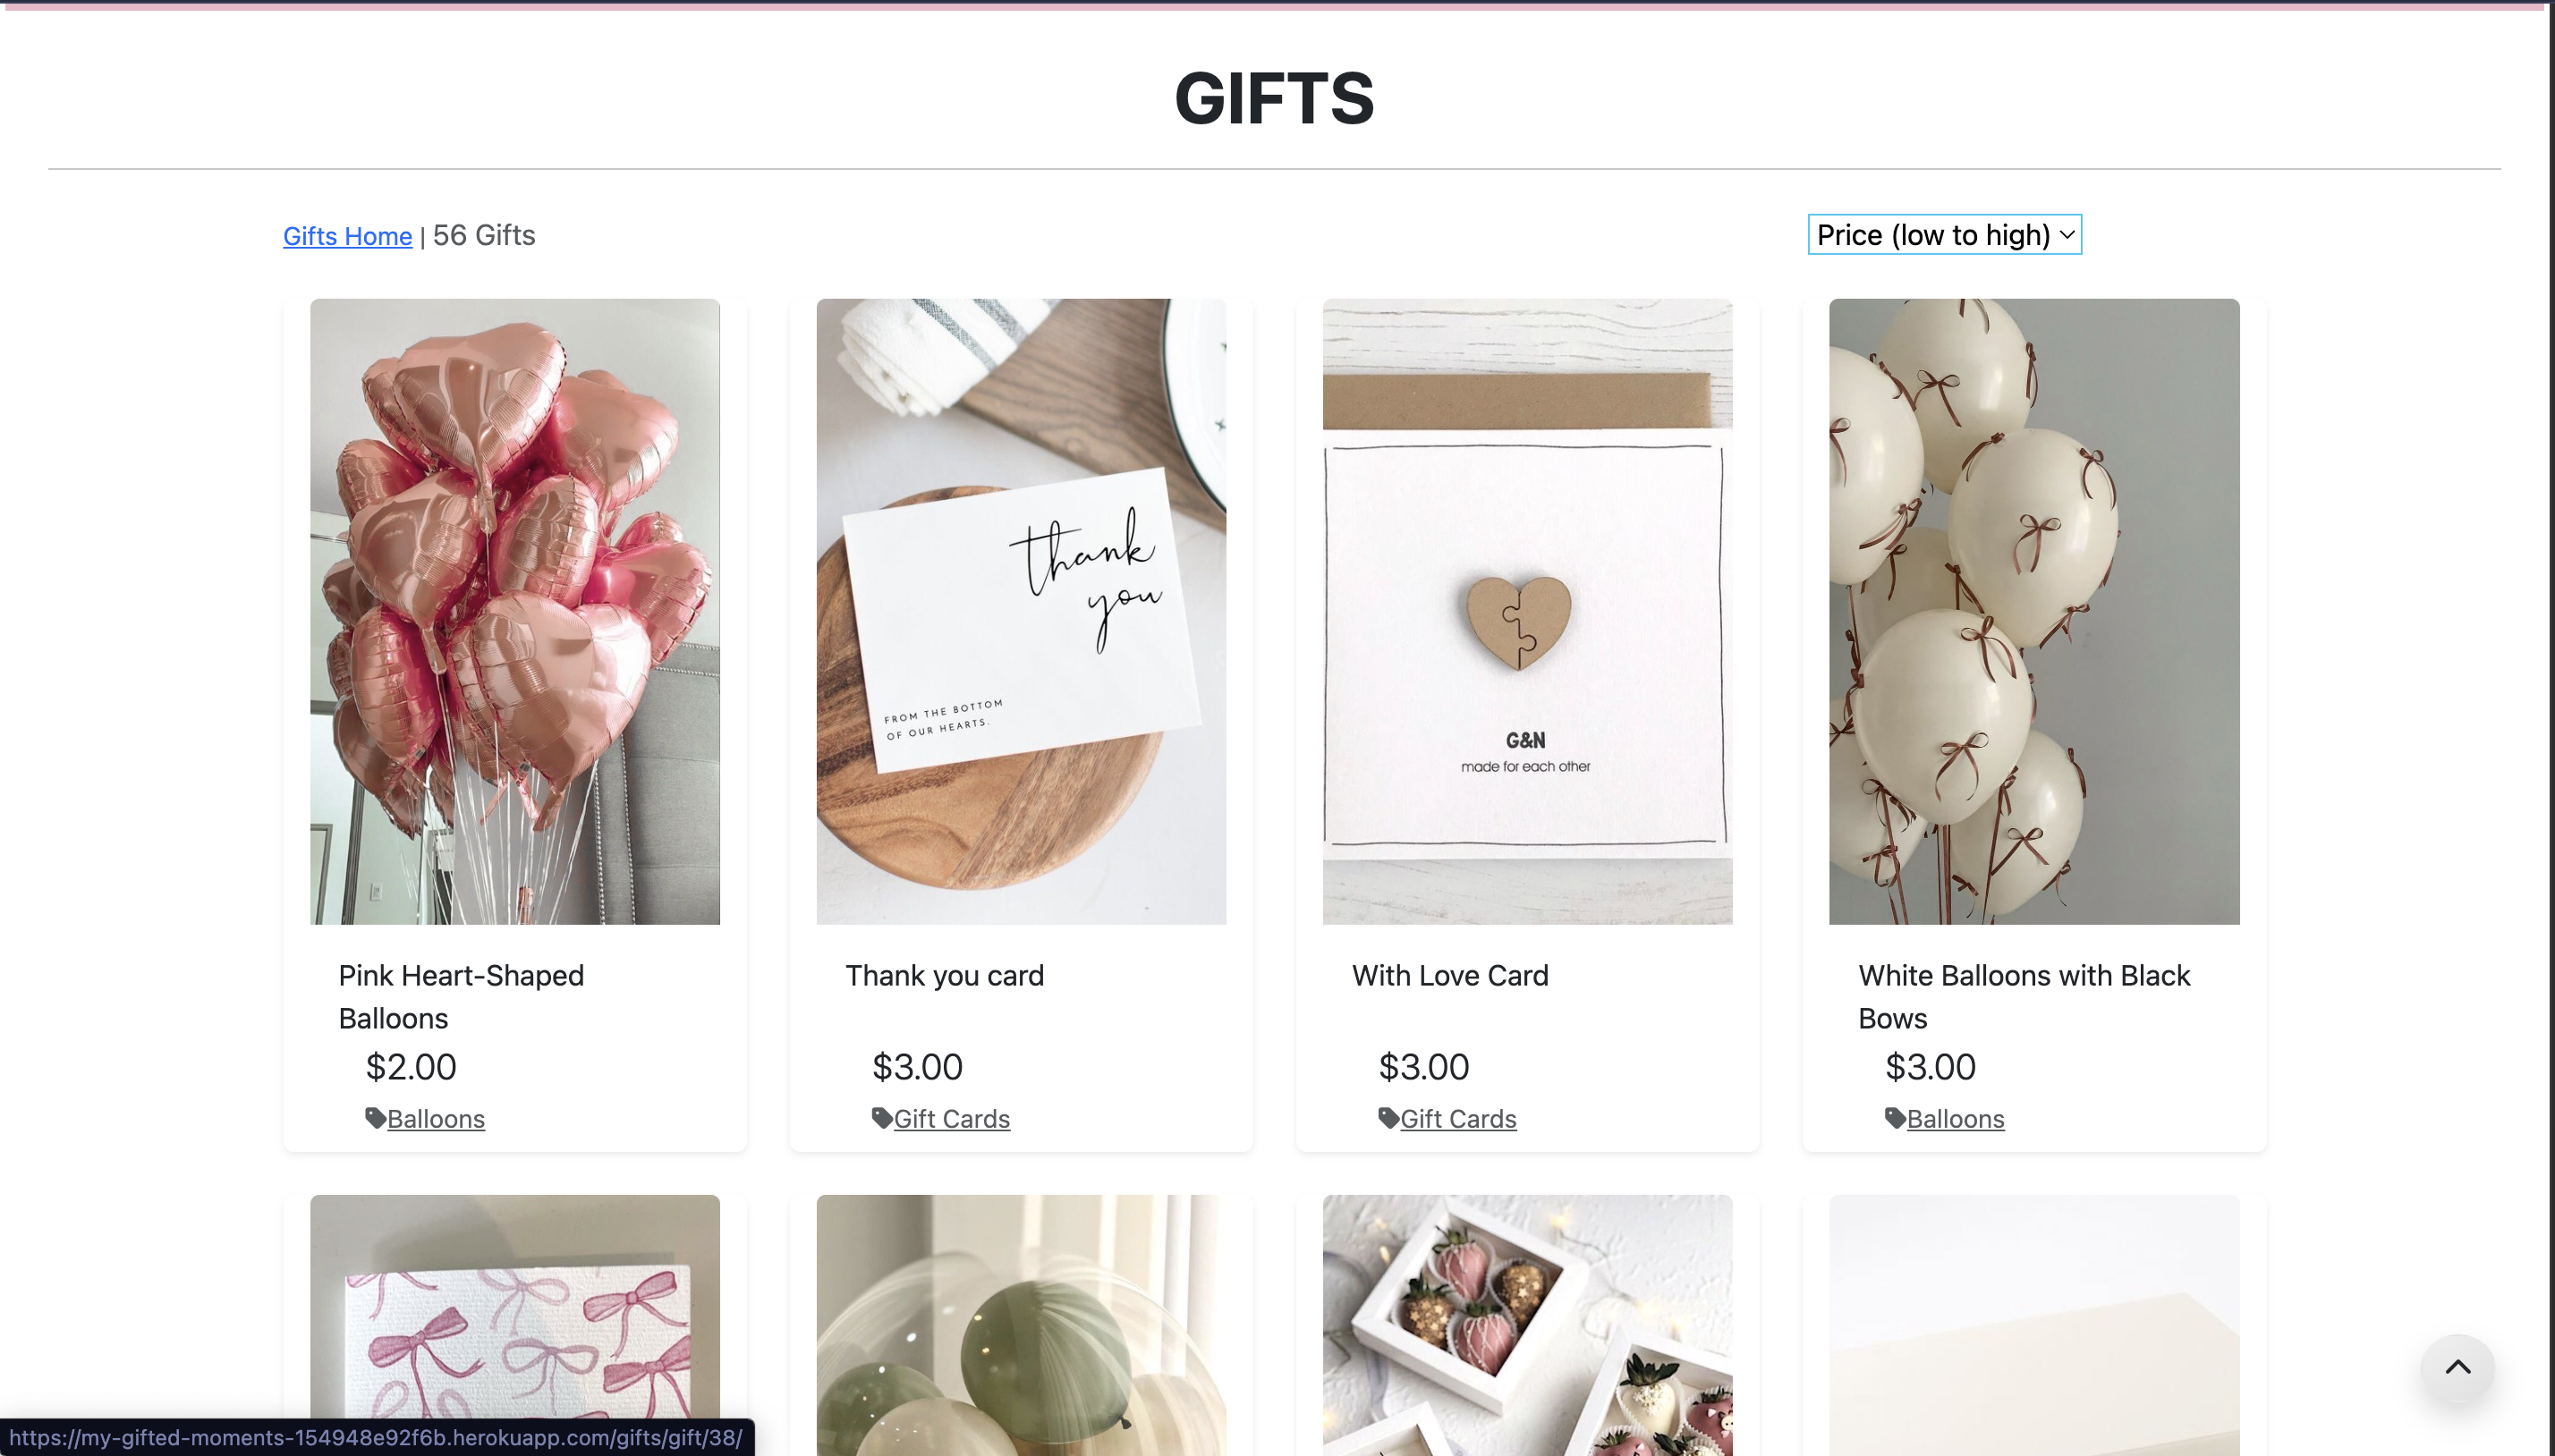 GIFTS
Gifts Home | 56 Gifts
Price (low to high)
thank
you
FROM THE BOTTOM
OF OUR HEARTS.
G&N
made for each other
Pink Heart-Shaped
Balloons
$2.00
Balloons
Thank you card
$3.00
Gift Cards
With Love Card
$3.00
Gift Cards
White Balloons with Black
Bows
$3.00
Balloons
https://my-gifted-moments-154948e92f6b.herokuapp.com/gifts/gift/38/